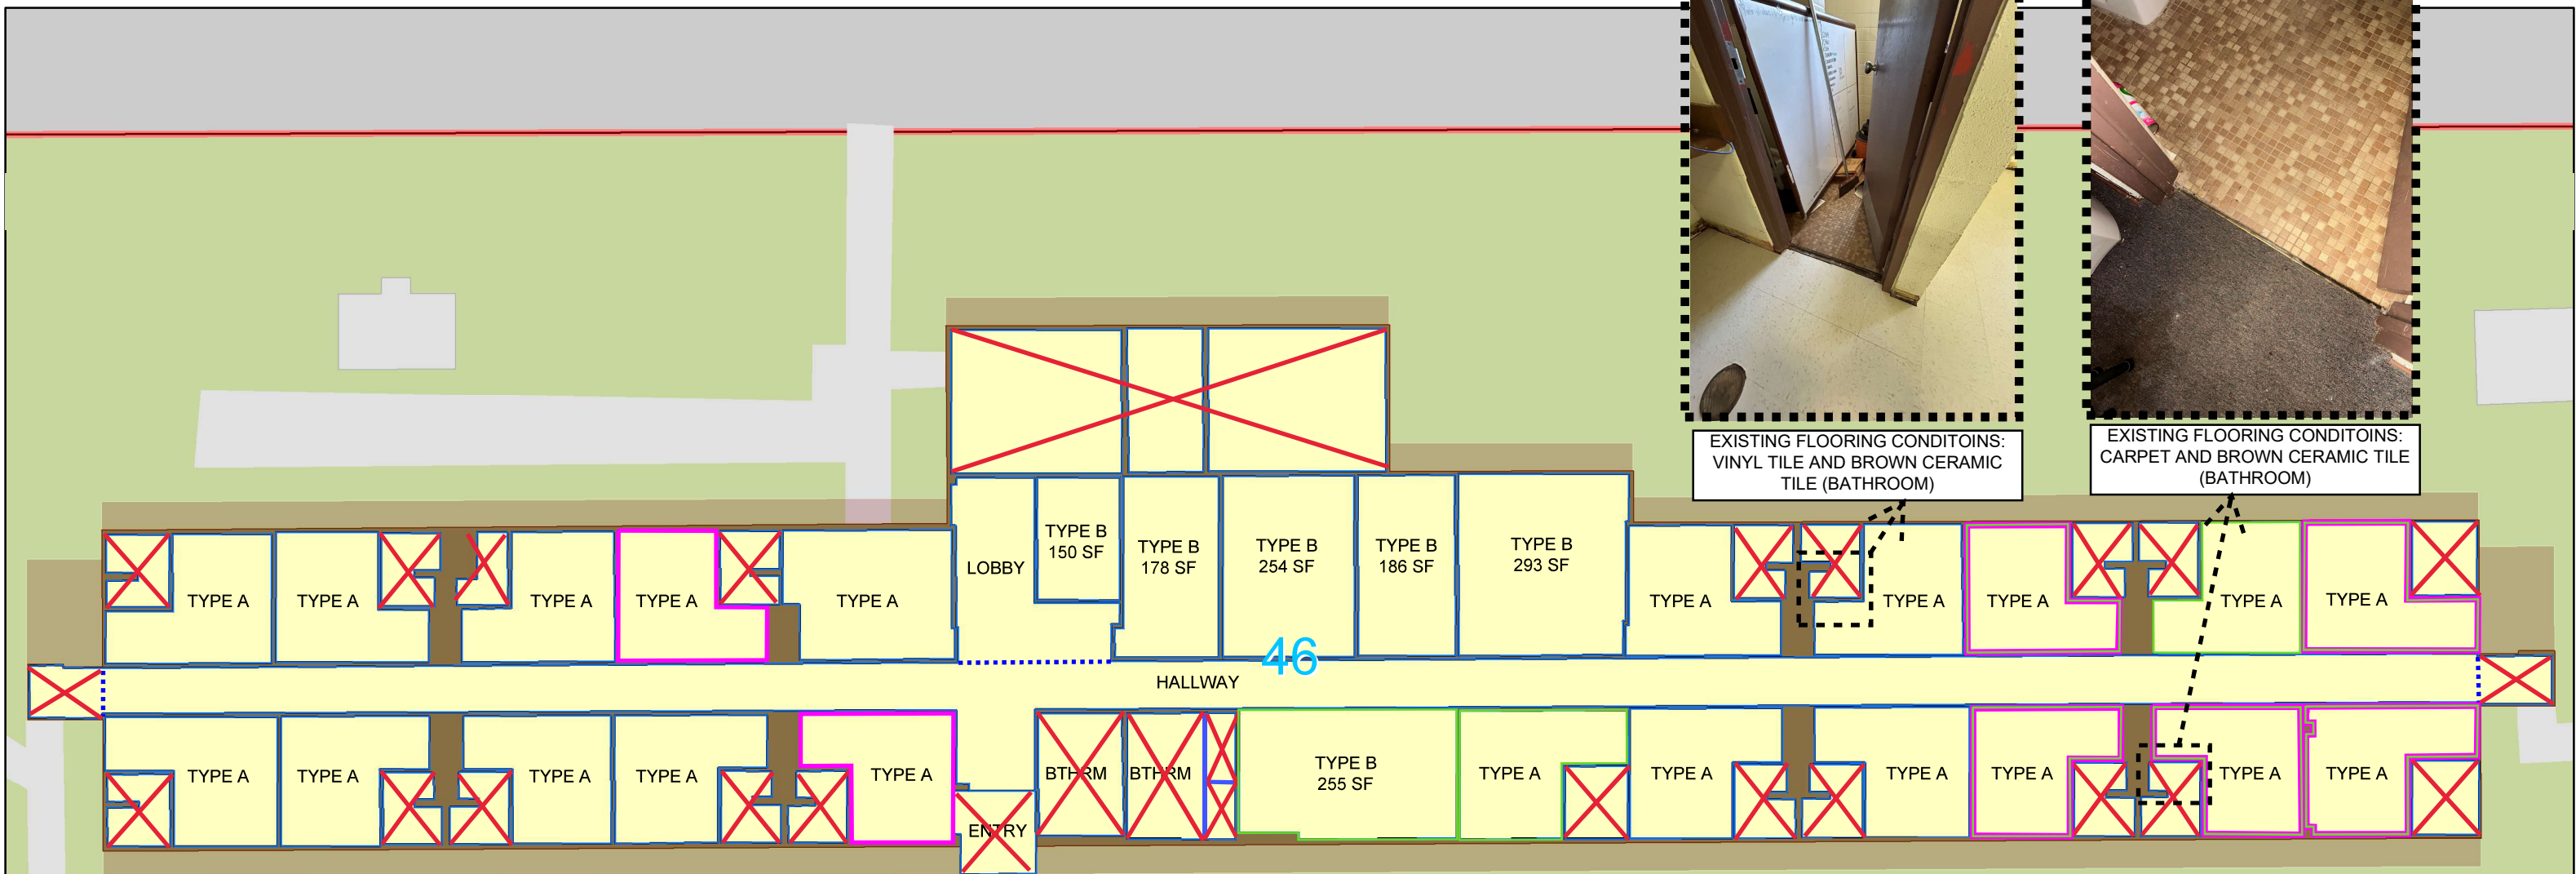 EXISTING FLOORING CONDITOINS:
VINYL TILE AND BROWN CERAMIC
TILE (BATHROOM)
EXISTING FLOORING CONDITOINS:
CARPET AND BROWN CERAMIC TILE
(BATHROOM)
TYPE A
TYPE A
TYPE A
TYPE A
TYPE A
LOBBY
TYPE B
150 SF
TYPE B
178 SF
TYPE B
254 SF
TYPE B
186 SF
TYPE B
293 SF
TYPE A
TYPE A
TYPE A
TYPE A
TYPE A
46
HALLWAY
TYPE A
TYPE A
TYPE A
TYPE A
TYPE A
ENTRY
BTHRM
BTHRM
TYPE B
255 SF
TYPE A
TYPE A
TYPE A
TYPE A
TYPE A
TYPE A